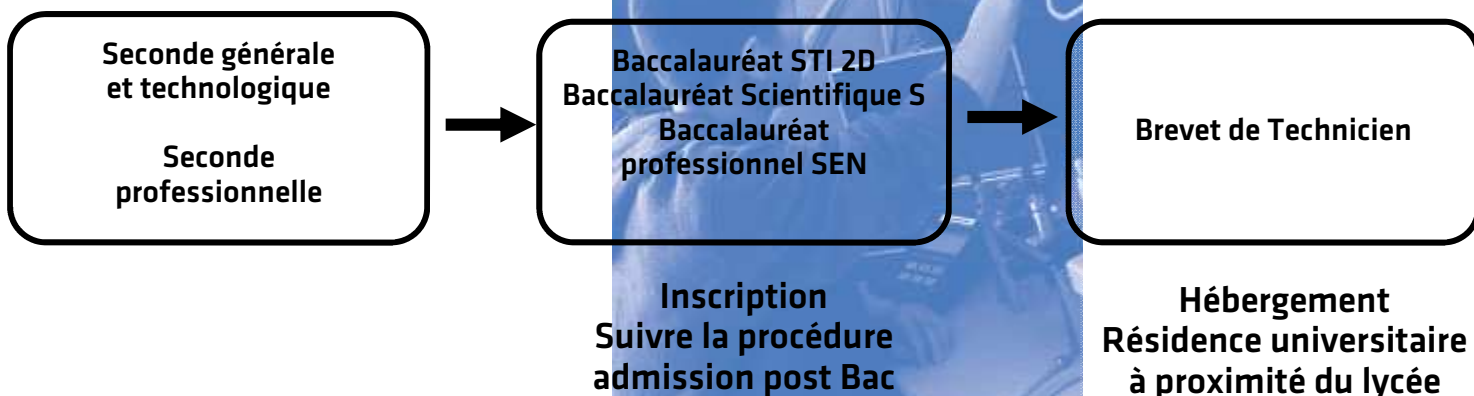 Seconde générale
et technologique
Seconde
professionnelle
Baccalauréat STI 2D
Baccalauréat Scientifique S
Baccalauréat
professionnel SEN
Brevet de Technicien
Inscription
Suivre la procédure
admission post Bac
Hébergement
Résidence universitaire
à proximité du lycée